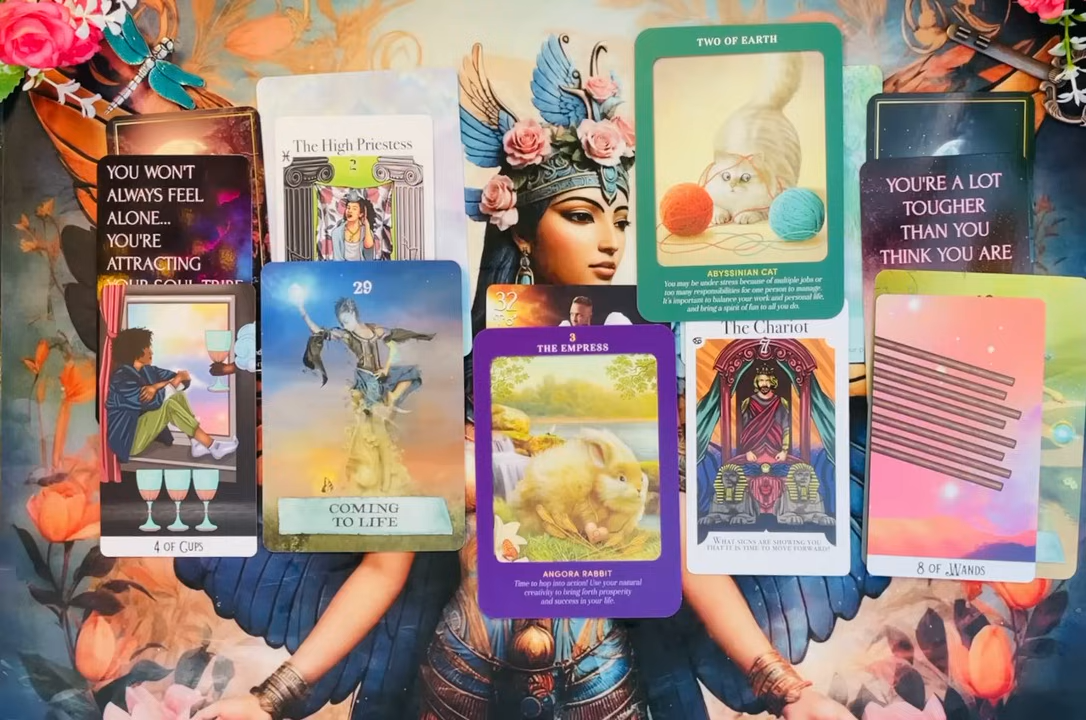 YOU WON'T
ALWAYS FEEL
ALONE...
YOU'RE
ATTRACTING
YOUR SOUL TRIBE
4 OF CUPS
The High Priestess
2
29
COMING
TO LIFE
32
3
THE EMPRESS
ANGORA RABBIT
Time to hop into action! Use your natural
creativity to bring forth prosperity
and success in your life.
TWO OF EARTH
ABYSSINIAN CAT
You may be under stress because of multiple jobs or
too many responsibilities for one person to manage.
It's important to balance your work and personal life,
and bring a spirit of fun to all you do.
The Chariot
7
WHAT SIGNS ARE SHOWING YOU
THAT IT IS TIME TO MOVE FORWARD?
YOU'RE A LOT
TOUGHER
THAN YOU
THINK YOU ARE
8 OF WANDS